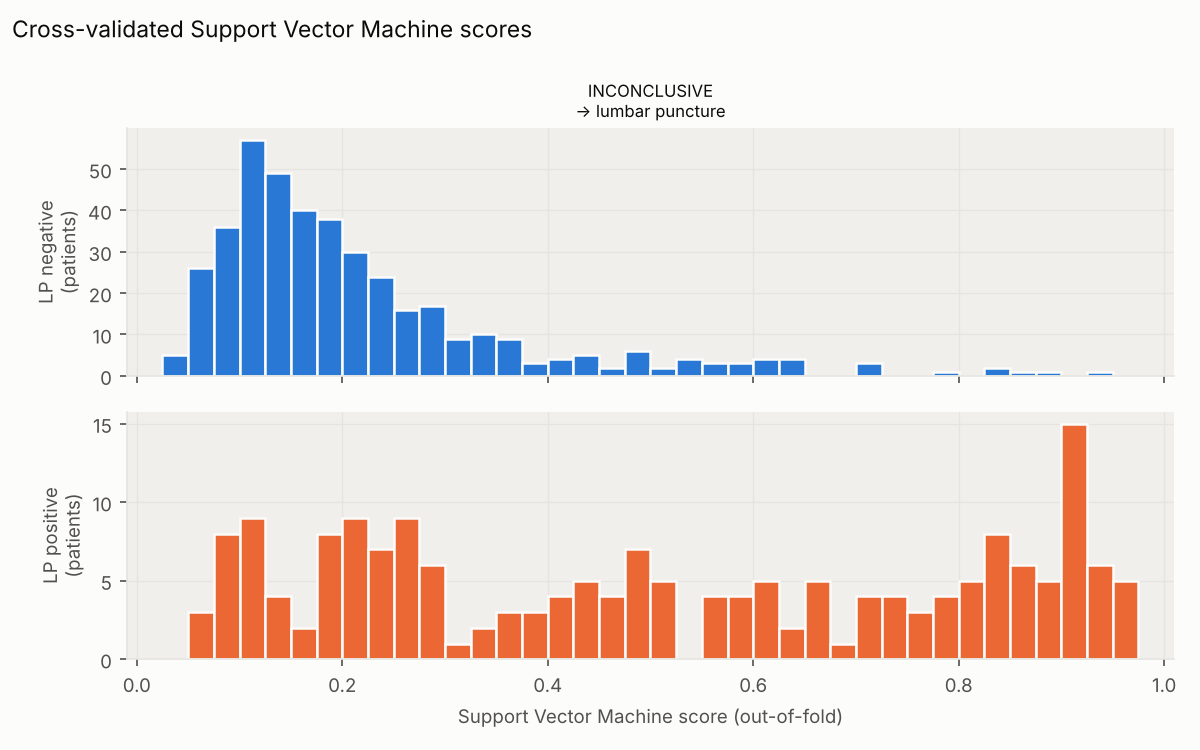 Cross-validated Support Vector Machine scores
INCONCLUSIVE
→ lumbar puncture
LP negative
(patients)
50
40
30
20
10
0
LP positive
(patients)
15
10
5
0
0.0 0.2 0.4 0.6 0.8 1.0
Support Vector Machine score (out-of-fold)